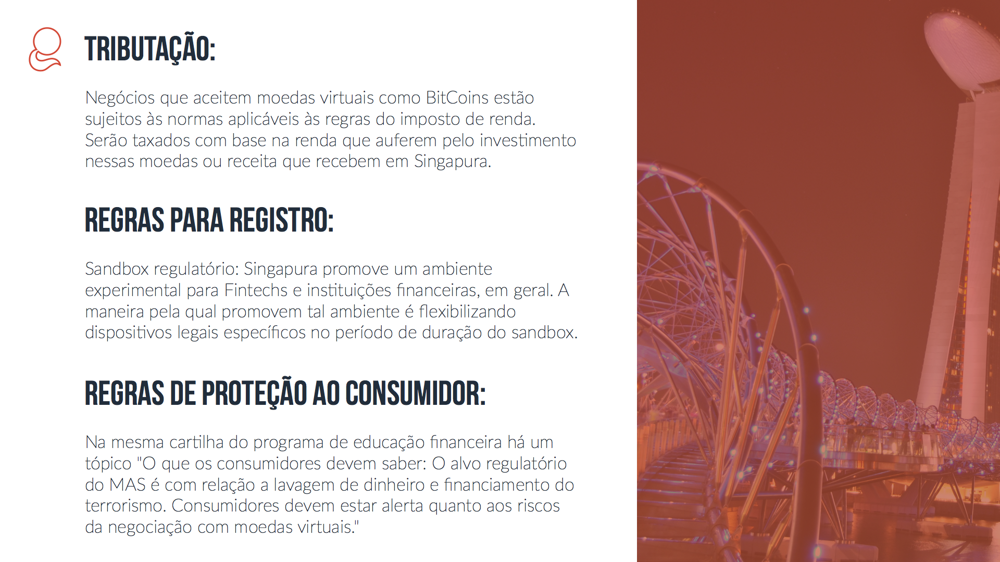 TRIBUTAÇÃO:
Negócios que aceitem moedas virtuais como BitCoins estão
sujeitos às normas aplicáveis às regras do imposto de renda.
Serão taxados com base na renda que auferem pelo investimento
nessas moedas ou receita que recebem em Singapura.
REGRAS PARA REGISTRO:
Sandbox regulatório: Singapura promove um ambiente
experimental para Fintechs e instituições financeiras, em geral. A
maneira pela qual promovem tal ambiente é flexibilizando
dispositivos legais específicos no período de duração do sandbox.
REGRAS DE PROTEÇÃO AO CONSUMIDOR:
Na mesma cartilha do programa de educação financeira há um
tópico "O que os consumidores devem saber: O alvo regulatório
do MAS é com relação a lavagem de dinheiro e financiamento do
terrorismo. Consumidores devem estar alerta quanto aos riscos
da negociação com moedas virtuais."